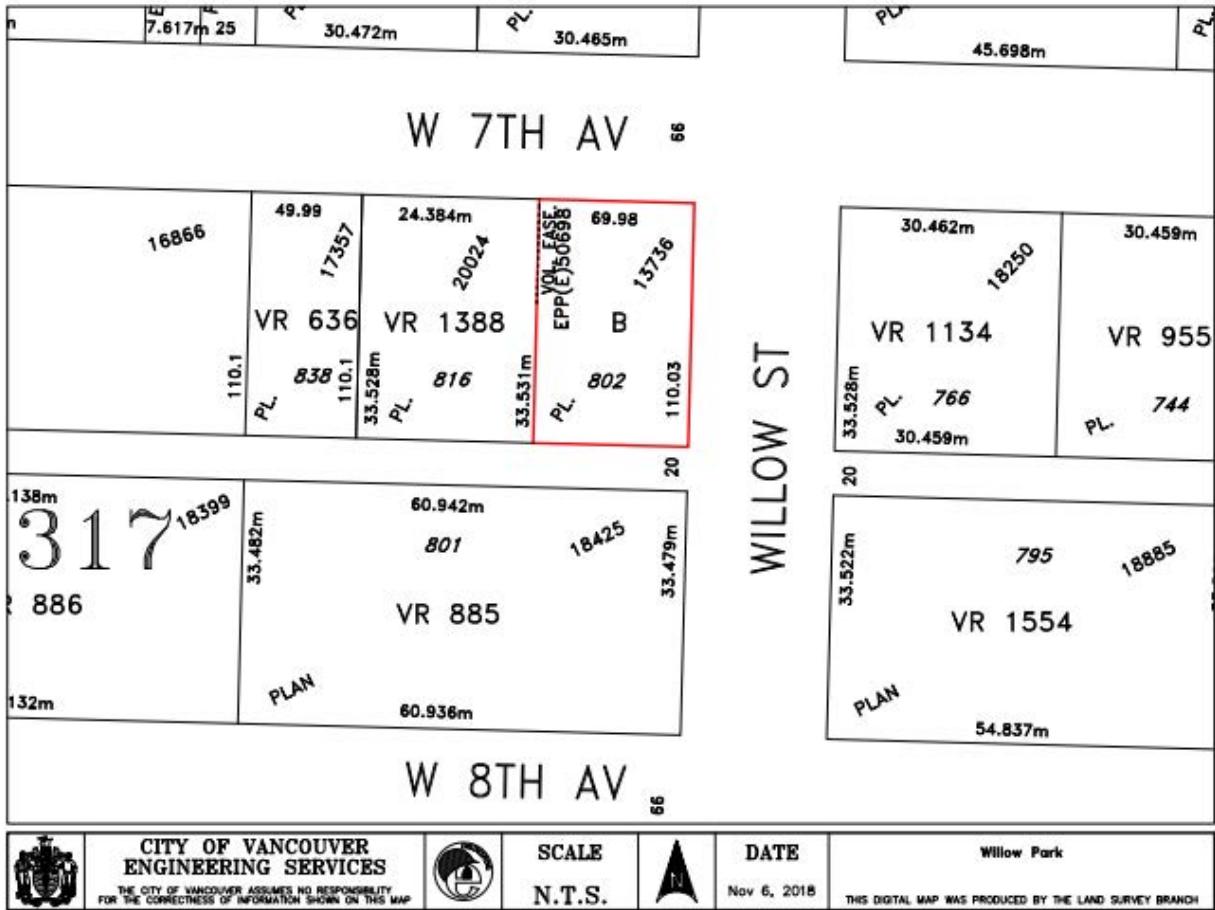 7.617m 25
30.472m
PL.
30.465m
45.698m
PL.
W 7TH AV
66
16866
49.99
17357
VR 636
838
110.1
110.1
PL.
24.384m
20024
VR 1388
816
33.528m
33.531m
PL.
VOL. EASE.
EPP(E)50698
69.98
13736
B
802
110.03
PL.
WILLOW ST
30.462m
18250
VR 1134
766
33.528m
PL.
30.459m
30.459m
VR 955
744
PL.
20
20
.138m
18399
317
886
132m
60.942m
801
18425
33.482m
33.479m
VR 885
PLAN
60.936m
795
18885
33.522m
VR 1554
PLAN
54.837m
W 8TH AV
66
CITY OF VANCOUVER
ENGINEERING SERVICES
THE CITY OF VANCOUVER ASSUMES NO RESPONSIBILITY
FOR THE CORRECTNESS OF INFORMATION SHOWN ON THIS MAP
SCALE
N.T.S.
N
DATE
Nov 6, 2018
Willow Park
THIS DIGITAL MAP WAS PRODUCED BY THE LAND SURVEY BRANCH